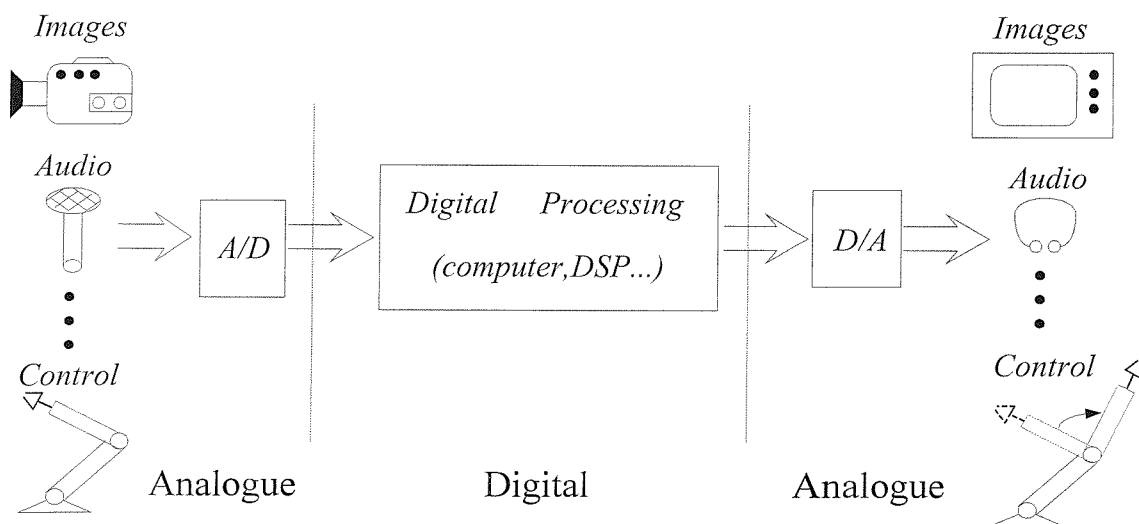 Images
Audio
Control
A/D
Digital Processing
(computer,DSP...)
D/A
Images
Audio
Control
Analogue
Digital
Analogue